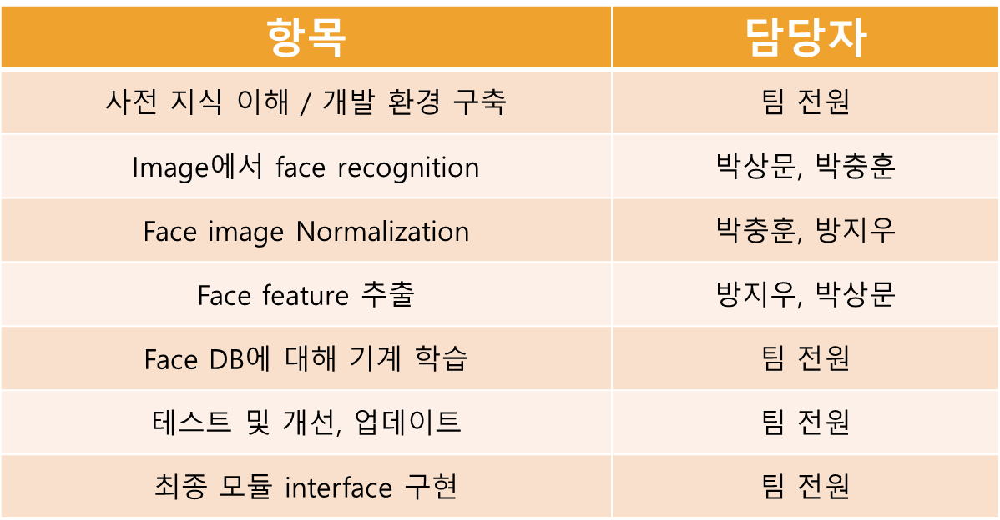 항목 담당자
사전 지식 이해 / 개발 환경 구축 팀 전원
Image에서 face recognition 박상문, 박충훈
Face image Normalization 박충훈, 방지우
Face feature 추출 방지우, 박상문
Face DB에 대해 기계 학습 팀 전원
테스트 및 개선, 업데이트 팀 전원
최종 모듈 interface 구현 팀 전원